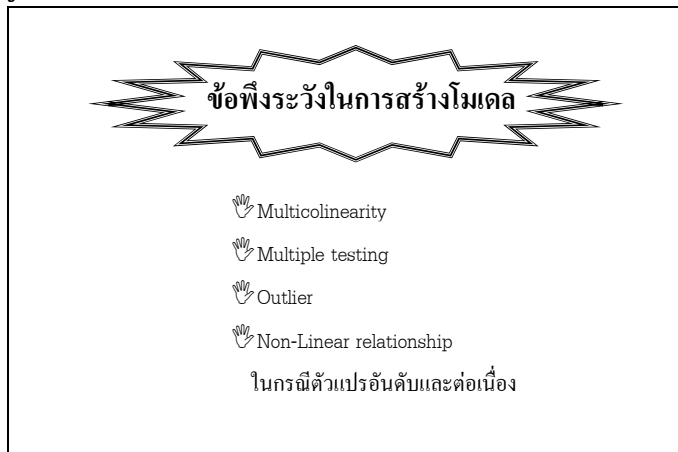 ข้อพึงระวังในการสร้างโมเดล
Multicolinearity
Multiple testing
Outlier
Non-Linear relationship
ในกรณีตัวแปรอันดับและต่อเนื่อง